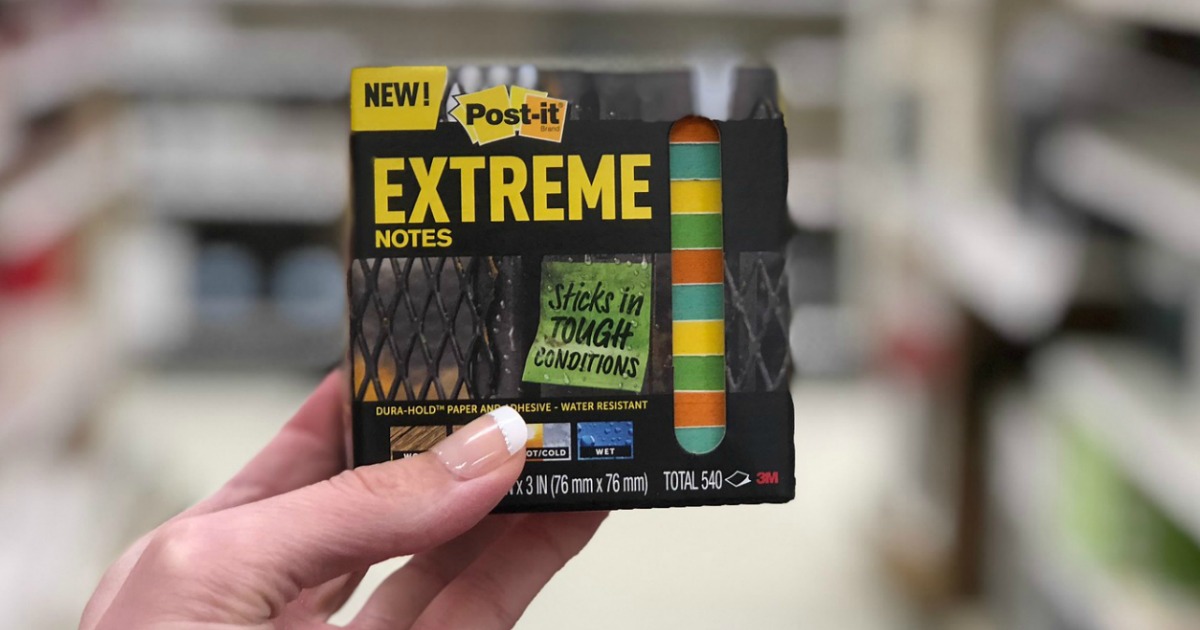 NEW!
Post-it
Brand
EXTREME
NOTES
Sticks in
TOUGH
CONDITIONS
DURA-HOLD™ PAPER AND ADHESIVE - WATER RESISTANT
HOT/COLD
WET
x 3 IN (76 mm x 76 mm)
TOTAL 540
3M